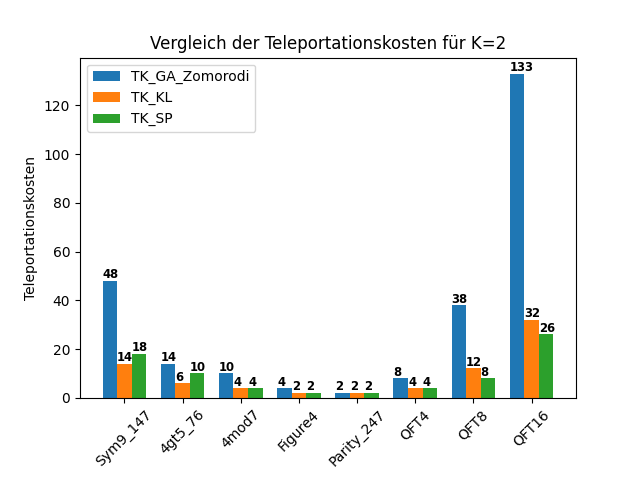 Vergleich der Teleportationskosten für K=2
TK_GA_Zomorodi
TK_KL
TK_SP
Teleportationskosten
120
100
80
60
40
20
0
48
14
18
14
6
10
10
4
4
4
2
2
2
2
2
8
4
4
38
12
8
133
32
26
Sym9_147
4gt5_76
4mod7
Figure4
Parity_247
QFT4
QFT8
QFT16